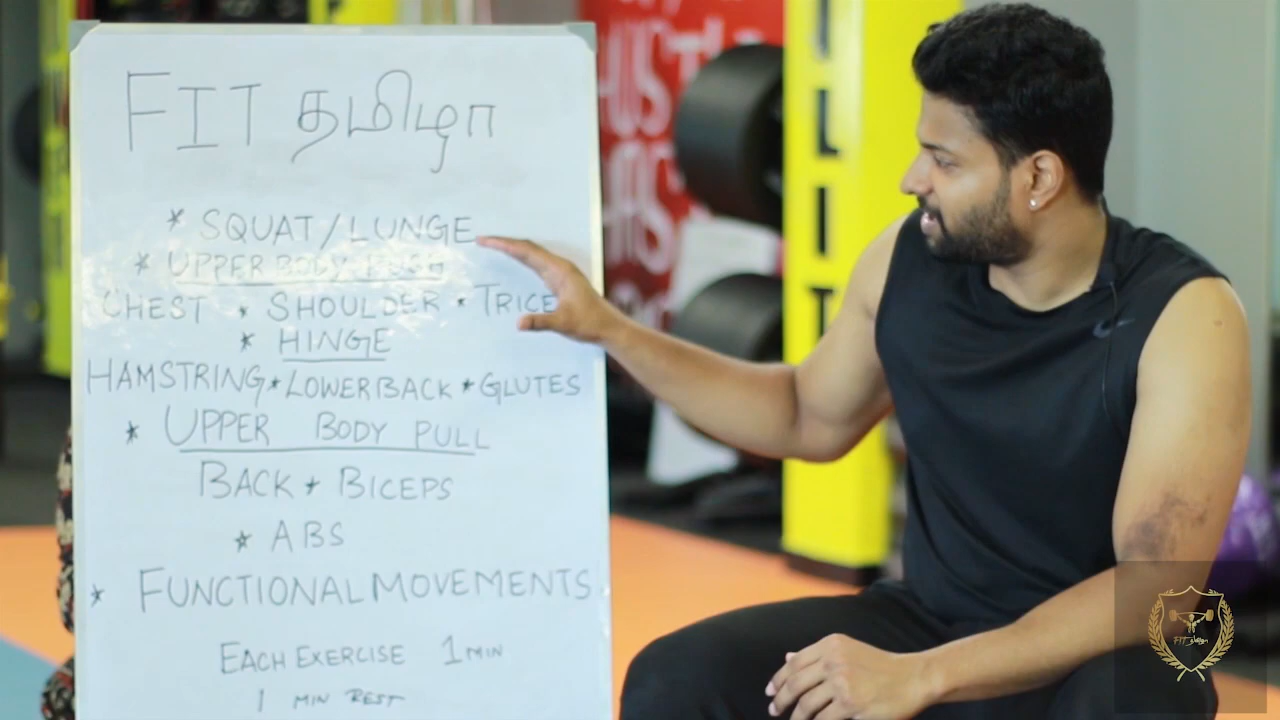 FIT தமிழா
* SQUAT/LUNGE
* UPPER BODY PUSH
CHEST * SHOULDER * TRICE
* HINGE
HAMSTRING * LOWERBACK * GLUTES
* UPPER BODY PULL
BACK + BICEPS
* ABS
* FUNCTIONAL MOVEMENTS
EACH EXERCISE 1 MIN
1 MIN REST